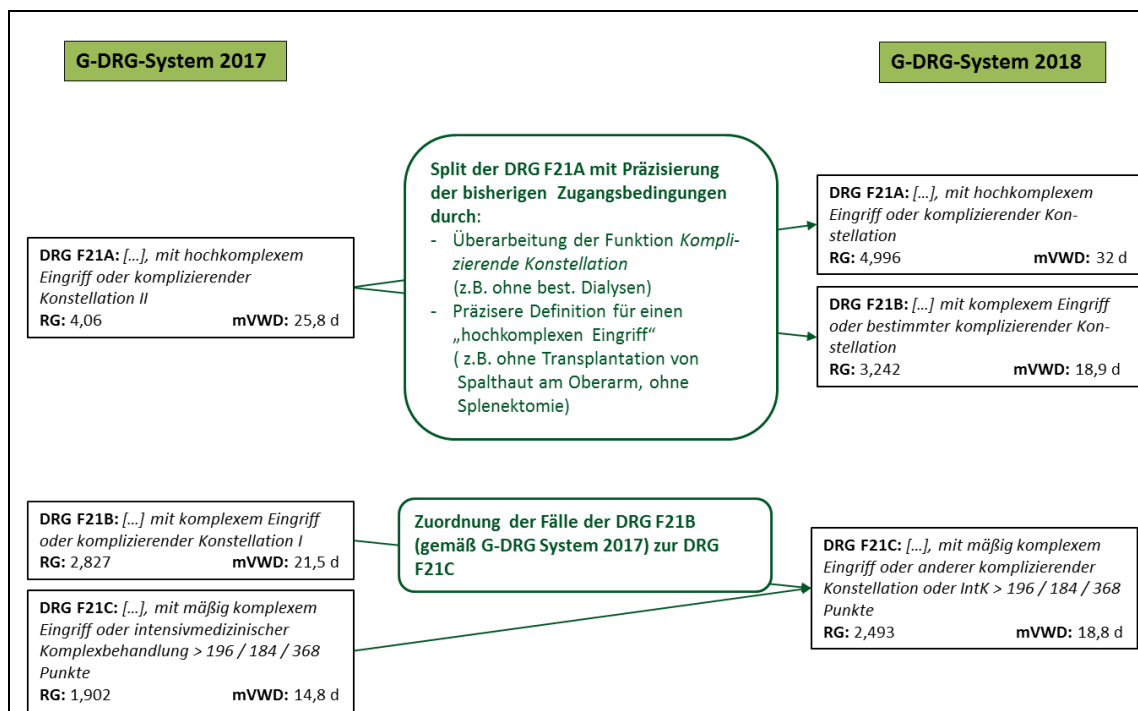 G-DRG-System 2017
G-DRG-System 2018
DRG F21A: [...], mit hochkomplexem
Eingriff oder komplizierender
Konstellation II
RG: 4,06 mVWD: 25,8 d
Split der DRG F21A mit Präzisierung
der bisherigen Zugangsbedingungen
durch:
- Überarbeitung der Funktion Kompli-
zierende Konstellation
(z.B. ohne best. Dialysen)
- Präzisere Definition für einen
„hochkomplexen Eingriff“
( z.B. ohne Transplantation von
Spalthaut am Oberarm, ohne
Splenektomie)
DRG F21A: [...], mit hochkomplexem
Eingriff oder komplizierender Kon-
stellation
RG: 4,996 mVWD: 32 d
DRG F21B: [...] mit komplexem Eingriff
oder bestimmter komplizierender Kon-
stellation
RG: 3,242 mVWD: 18,9 d
DRG F21B: [...] mit komplexem Eingriff
oder komplizierender Konstellation I
RG: 2,827 mVWD: 21,5 d
DRG F21C: [...], mit mäßig komplexem
Eingriff oder intensivmedizinischer
Komplexbehandlung > 196 / 184 / 368
Punkte
RG: 1,902 mVWD: 14,8 d
Zuordnung der Fälle der DRG F21B
(gemäß G-DRG System 2017) zur DRG
F21C
DRG F21C: [...], mit mäßig komplexem
Eingriff oder anderer komplizierender
Konstellation oder IntK > 196 / 184 / 368
Punkte
RG: 2,493 mVWD: 18,8 d